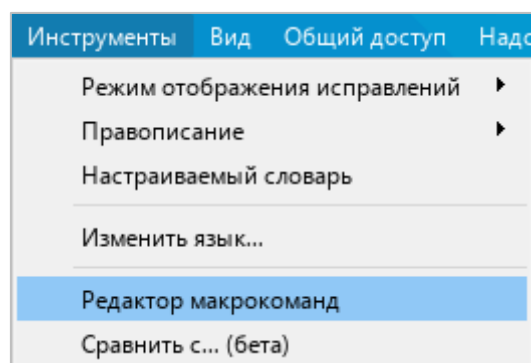 Инструменты Вид Общий доступ
Режим отображения исправлений
Правописание
Настраиваемый словарь
Изменить язык...
Редактор макрокоманд
Сравнить с... (бета)